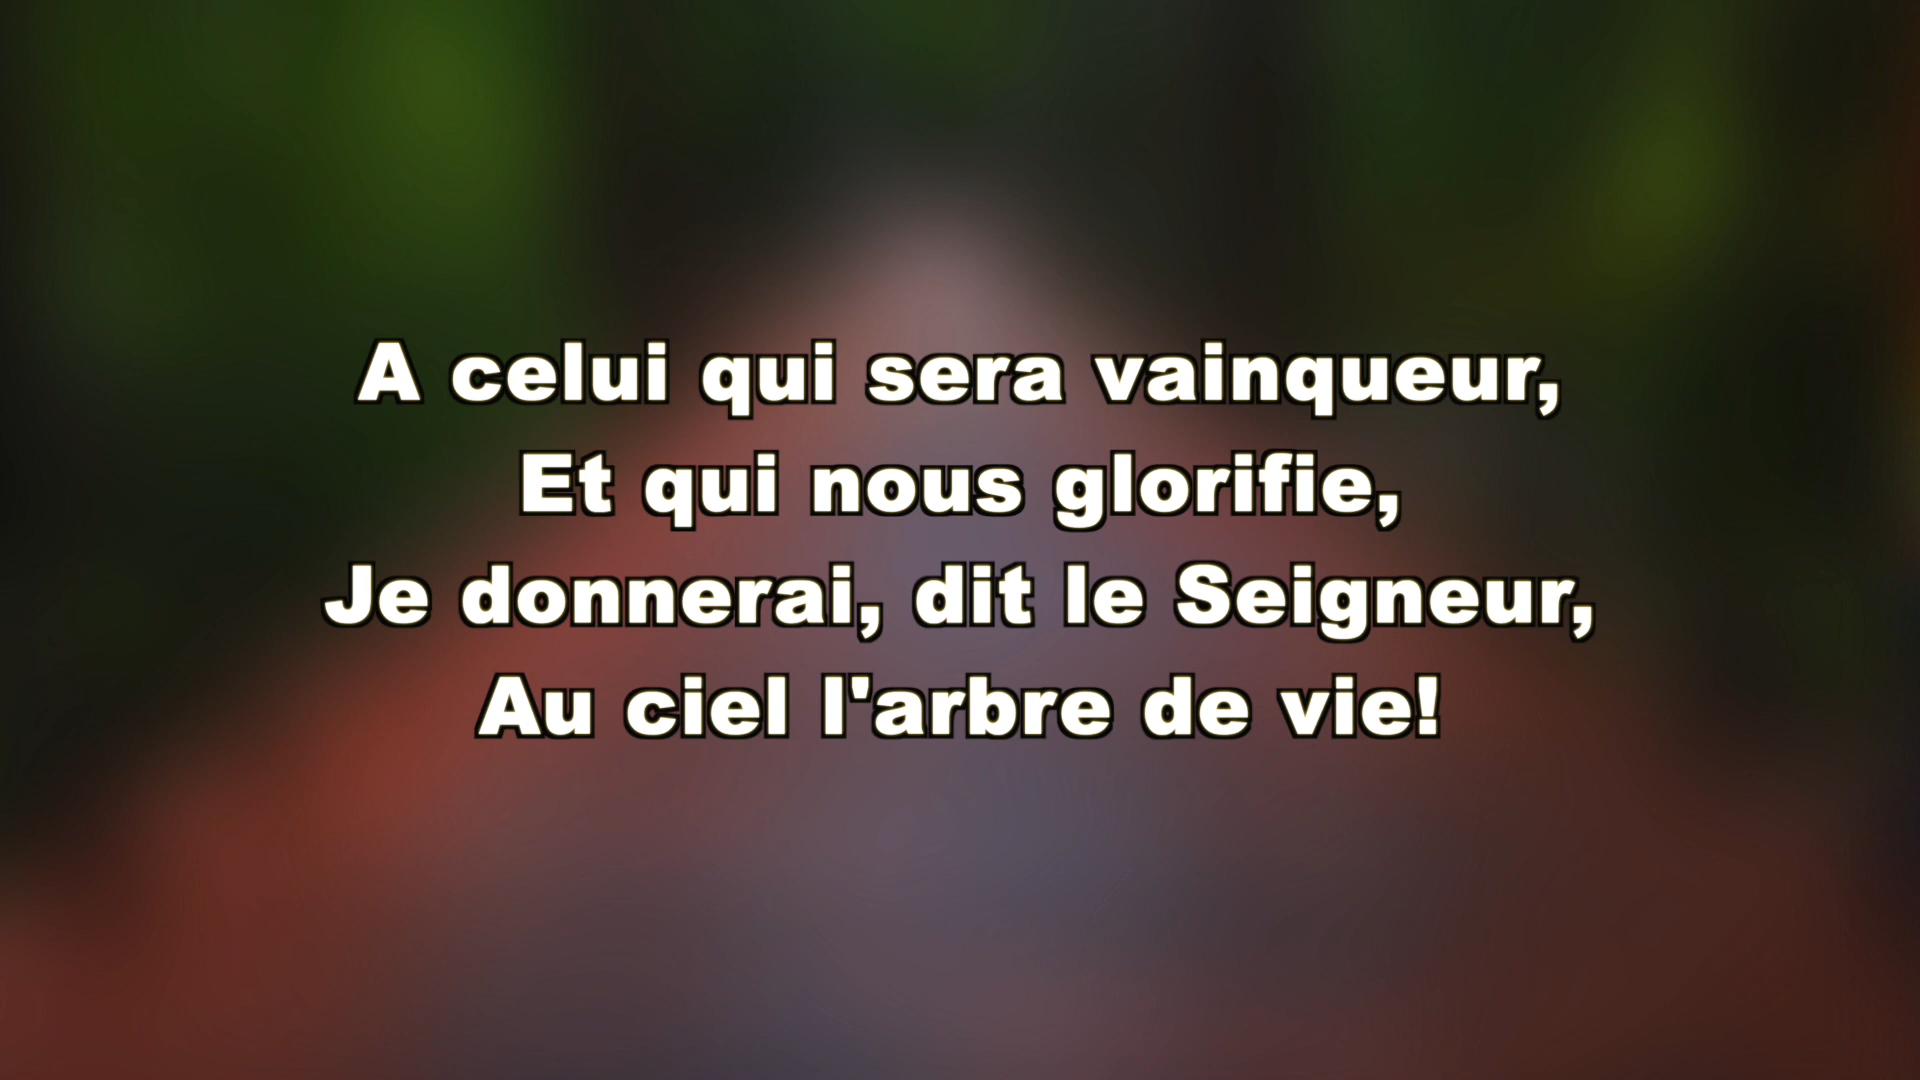 A celui qui sera vainqueur,
Et qui nous glorifie,
Je donnerai, dit le Seigneur,
Au ciel l'arbre de vie!